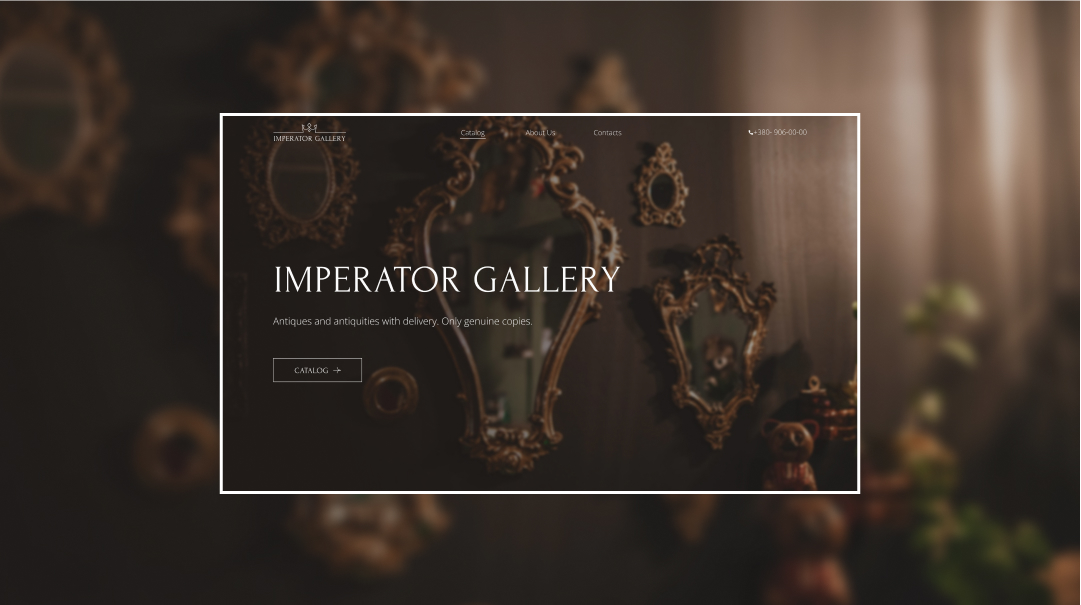 IMPERATOR GALLERY
Catalog
About Us
Contacts
+380- 906-00-00
IMPERATOR GALLERY
Antiques and antiquities with delivery. Only genuine copies.
CATALOG →